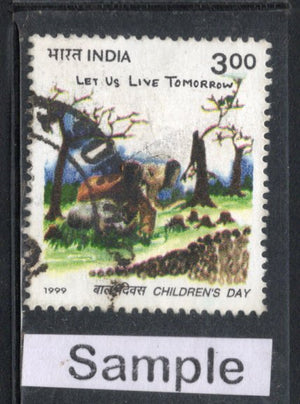 भारत INDIA 3.00
LET US LIVE TOMORROW
1999 बाल दिवस CHILDREN'S DAY
Sample